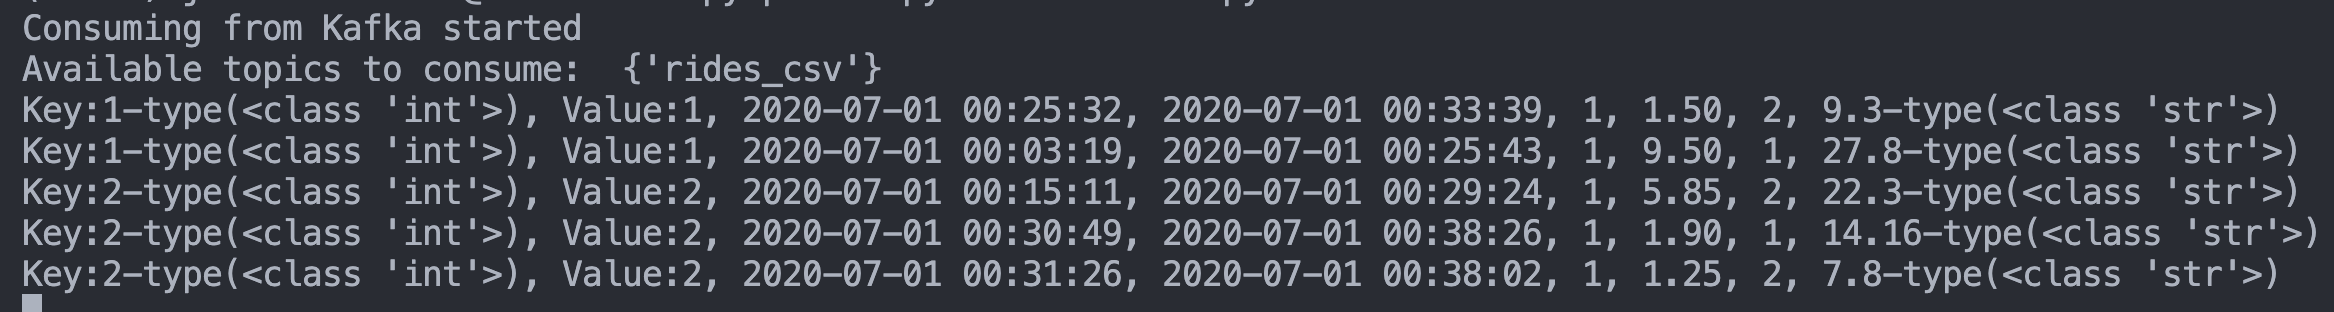 Consuming from Kafka started
Available topics to consume:  {'rides_csv'}
Key:1-type(<class 'int'>), Value:1, 2020-07-01 00:25:32, 2020-07-01 00:33:39, 1, 1.50, 2, 9.3-type(<class 'str'>)
Key:1-type(<class 'int'>), Value:1, 2020-07-01 00:03:19, 2020-07-01 00:25:43, 1, 9.50, 1, 27.8-type(<class 'str'>)
Key:2-type(<class 'int'>), Value:2, 2020-07-01 00:15:11, 2020-07-01 00:29:24, 1, 5.85, 2, 22.3-type(<class 'str'>)
Key:2-type(<class 'int'>), Value:2, 2020-07-01 00:30:49, 2020-07-01 00:38:26, 1, 1.90, 1, 14.16-type(<class 'str'>)
Key:2-type(<class 'int'>), Value:2, 2020-07-01 00:31:26, 2020-07-01 00:38:02, 1, 1.25, 2, 7.8-type(<class 'str'>)